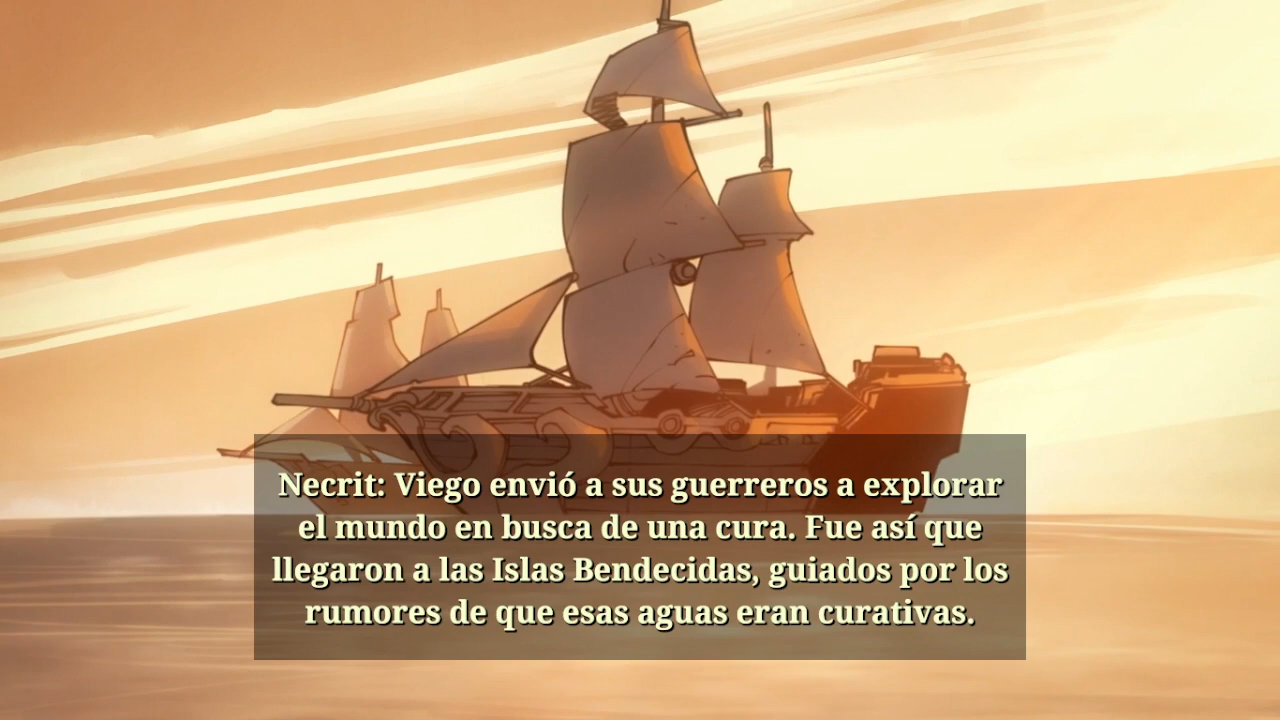 Necrit: Viego envió a sus guerreros a explorar
el mundo en busca de una cura. Fue así que
llegaron a las Islas Bendecidas, guiados por los
rumores de que esas aguas eran curativas.